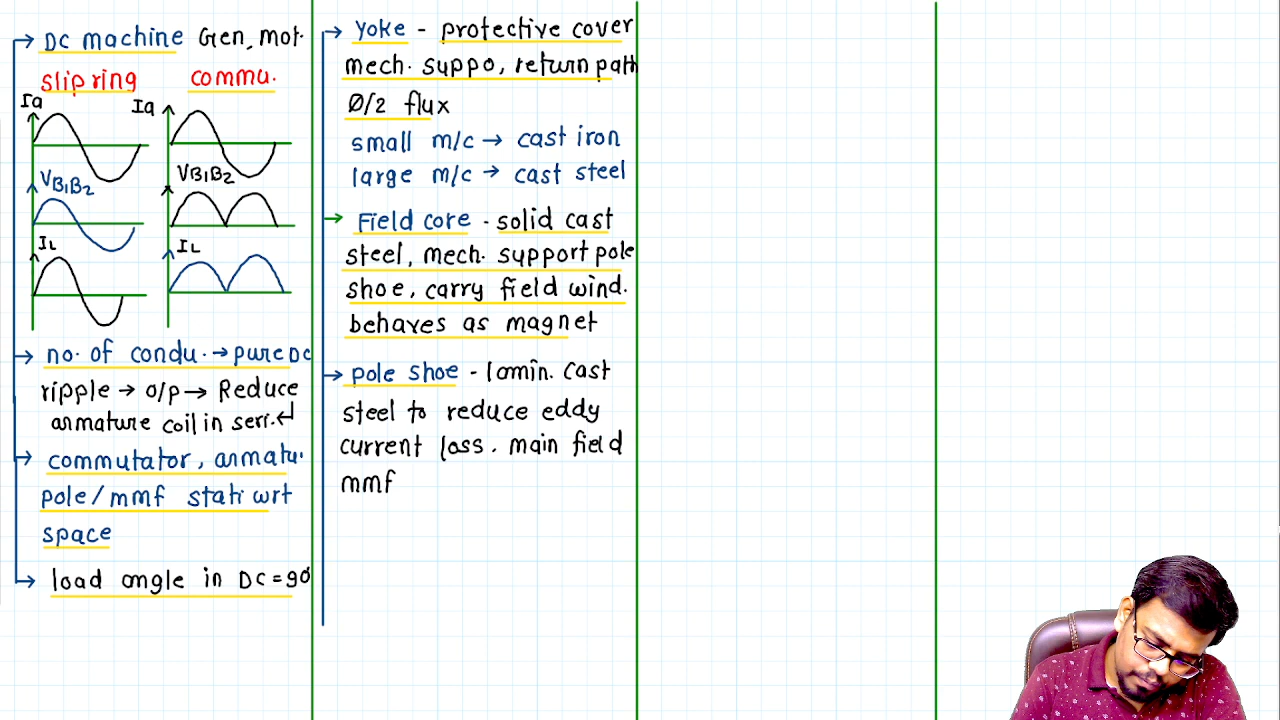 DC machine Gen, mot.
slip ring commu.
Ia Ia
VB1B2 VB1B2
IL IL
no. of condu. → pure DC
ripple → o/p → Reduce
armature coil in seri. ↵
commutator, armatu.
pole/mmf stati wrt
space
load angle in DC = 90°
Yoke - protective cover
mech. suppo, return path
Ø/2 flux
small m/c → cast iron
large m/c → cast steel
Field core - solid cast
steel, mech. support pole
shoe, carry field wind.
behaves as magnet
pole shoe - lamin. cast
steel to reduce eddy
current loss. main field
mmf